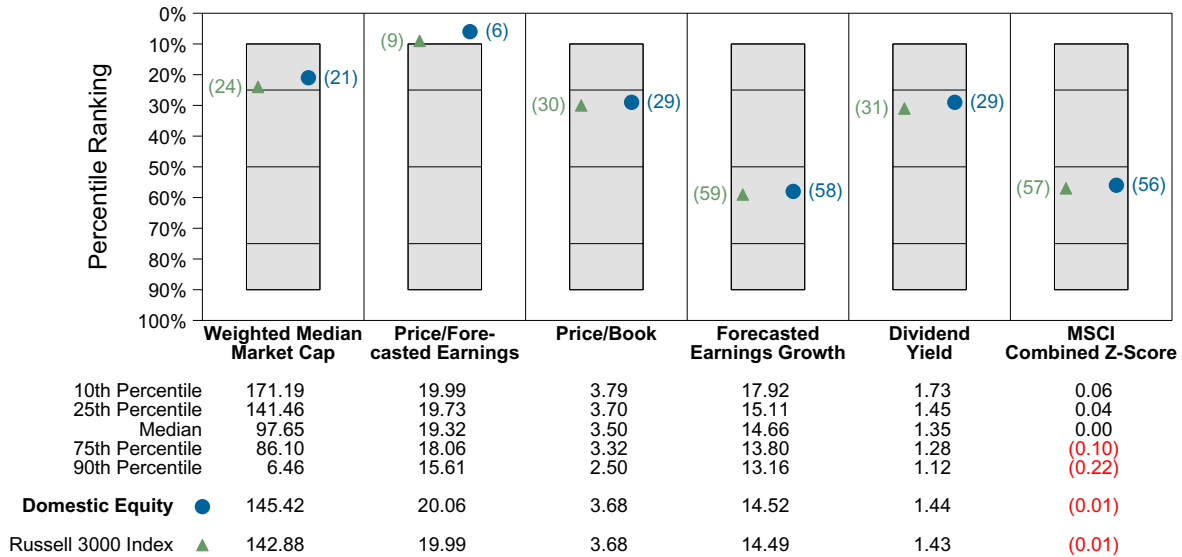 0%
10%
20%
30%
40%
50%
60%
70%
80%
90%
100%
Percentile Ranking
(24) (21)
(9) (6)
(30) (29)
(59) (58)
(31) (29)
(57) (56)
Weighted Median
Market Cap
Price/Fore-
casted Earnings
Price/Book
Forecasted
Earnings Growth
Dividend
Yield
MSCI
Combined Z-Score
10th Percentile 171.19 19.99 3.79 17.92 1.73 0.06
25th Percentile 141.46 19.73 3.70 15.11 1.45 0.04
Median 97.65 19.32 3.50 14.66 1.35 0.00
75th Percentile 86.10 18.06 3.32 13.80 1.28 (0.10)
90th Percentile 6.46 15.61 2.50 13.16 1.12 (0.22)
Domestic Equity 145.42 20.06 3.68 14.52 1.44 (0.01)
Russell 3000 Index 142.88 19.99 3.68 14.49 1.43 (0.01)